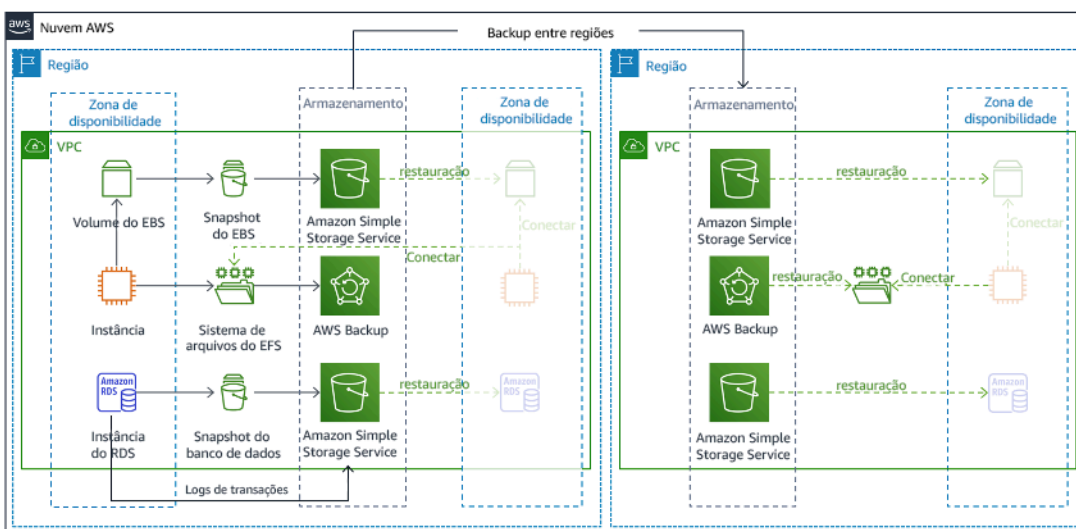 aws
Nuvem AWS
Backup entre regiões
Região
Zona de
disponibilidade
Armazenamento
Zona de
disponibilidade
VPC
restauração
Volume do EBS
Snapshot
do EBS
Amazon Simple
Storage Service
Conectar
Conectar
Instância
Sistema de
arquivos do EFS
AWS Backup
Amazon
RDS
restauração
Amazon
RDS
Instância
do RDS
Snapshot do
banco de dados
Amazon Simple
Storage Service
Logs de transações
Região
Armazenamento
Zona de
disponibilidade
VPC
restauração
Amazon Simple
Storage Service
Conectar
restauração
Conectar
AWS Backup
restauração
Amazon
RDS
Amazon Simple
Storage Service